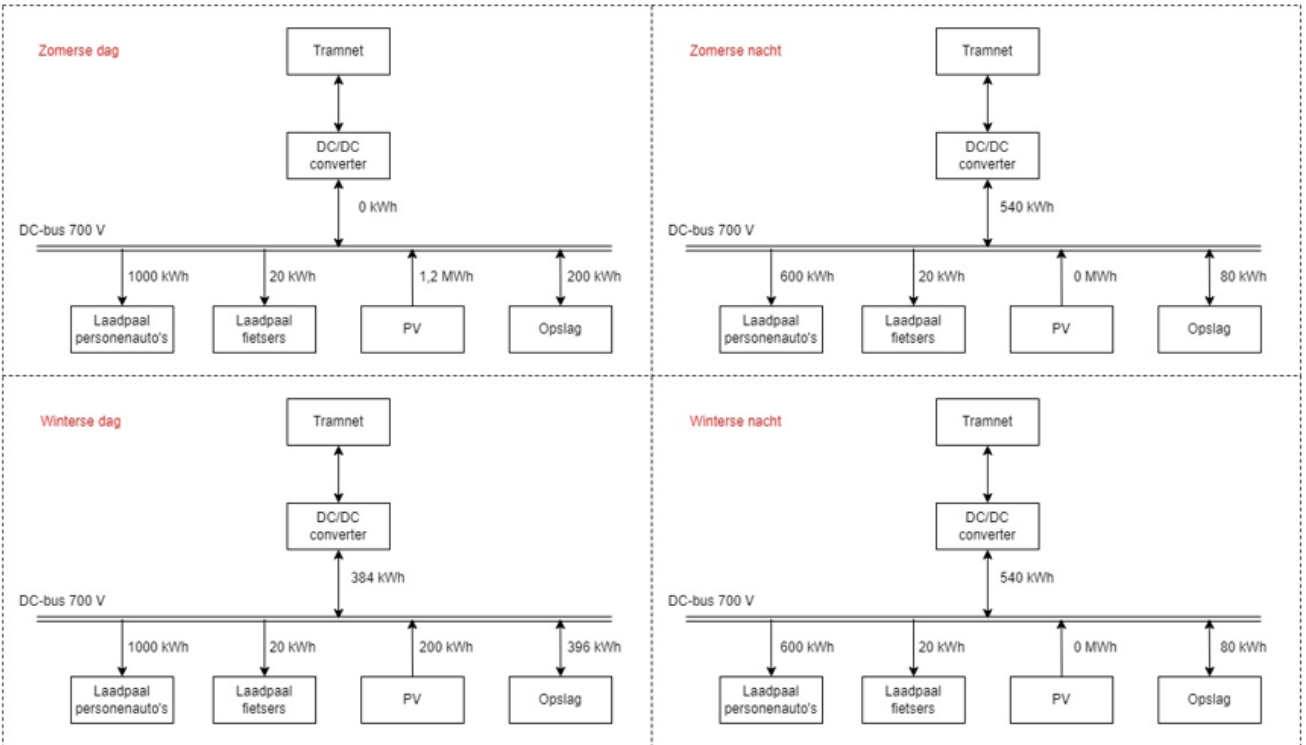 Zomerse dag
Tramnet
DC/DC
converter
0 kWh
DC-bus 700 V
1000 kWh
20 kWh
1,2 MWh
200 kWh
Laadpaal
personenauto's
Laadpaal
fietsers
PV
Opslag
Zomerse nacht
Tramnet
DC/DC
converter
540 kWh
DC-bus 700 V
600 kWh
20 kWh
0 MWh
80 kWh
Laadpaal
personenauto's
Laadpaal
fietsers
PV
Opslag
Winterse dag
Tramnet
DC/DC
converter
384 kWh
DC-bus 700 V
1000 kWh
20 kWh
200 kWh
396 kWh
Laadpaal
personenauto's
Laadpaal
fietsers
PV
Opslag
Winterse nacht
Tramnet
DC/DC
converter
540 kWh
DC-bus 700 V
600 kWh
20 kWh
0 MWh
80 kWh
Laadpaal
personenauto's
Laadpaal
fietsers
PV
Opslag